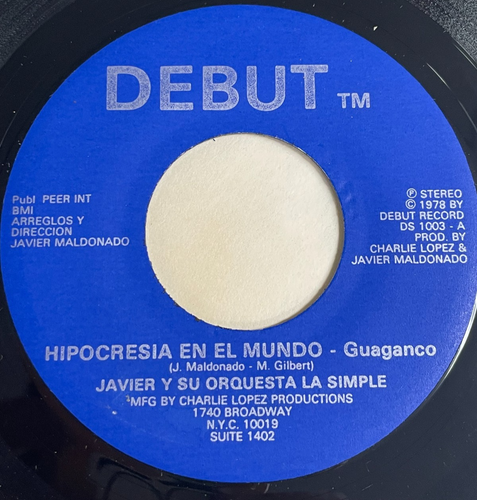 DEBUT TM
Publ PEER INT
BMI
ARREGLOS Y
DIRECCION
JAVIER MALDONADO
Ⓟ STEREO
© 1978 BY
DEBUT RECORD
DS 1003 - A
PROD. BY
CHARLIE LOPEZ &
JAVIER MALDONADO
HIPOCRESIA EN EL MUNDO - Guaganco
(J. Maldonado - M. Gilbert)
JAVIER Y SU ORQUESTA LA SIMPLE
MFG BY CHARLIE LOPEZ PRODUCTIONS
1740 BROADWAY
N.Y.C. 10019
SUITE 1402